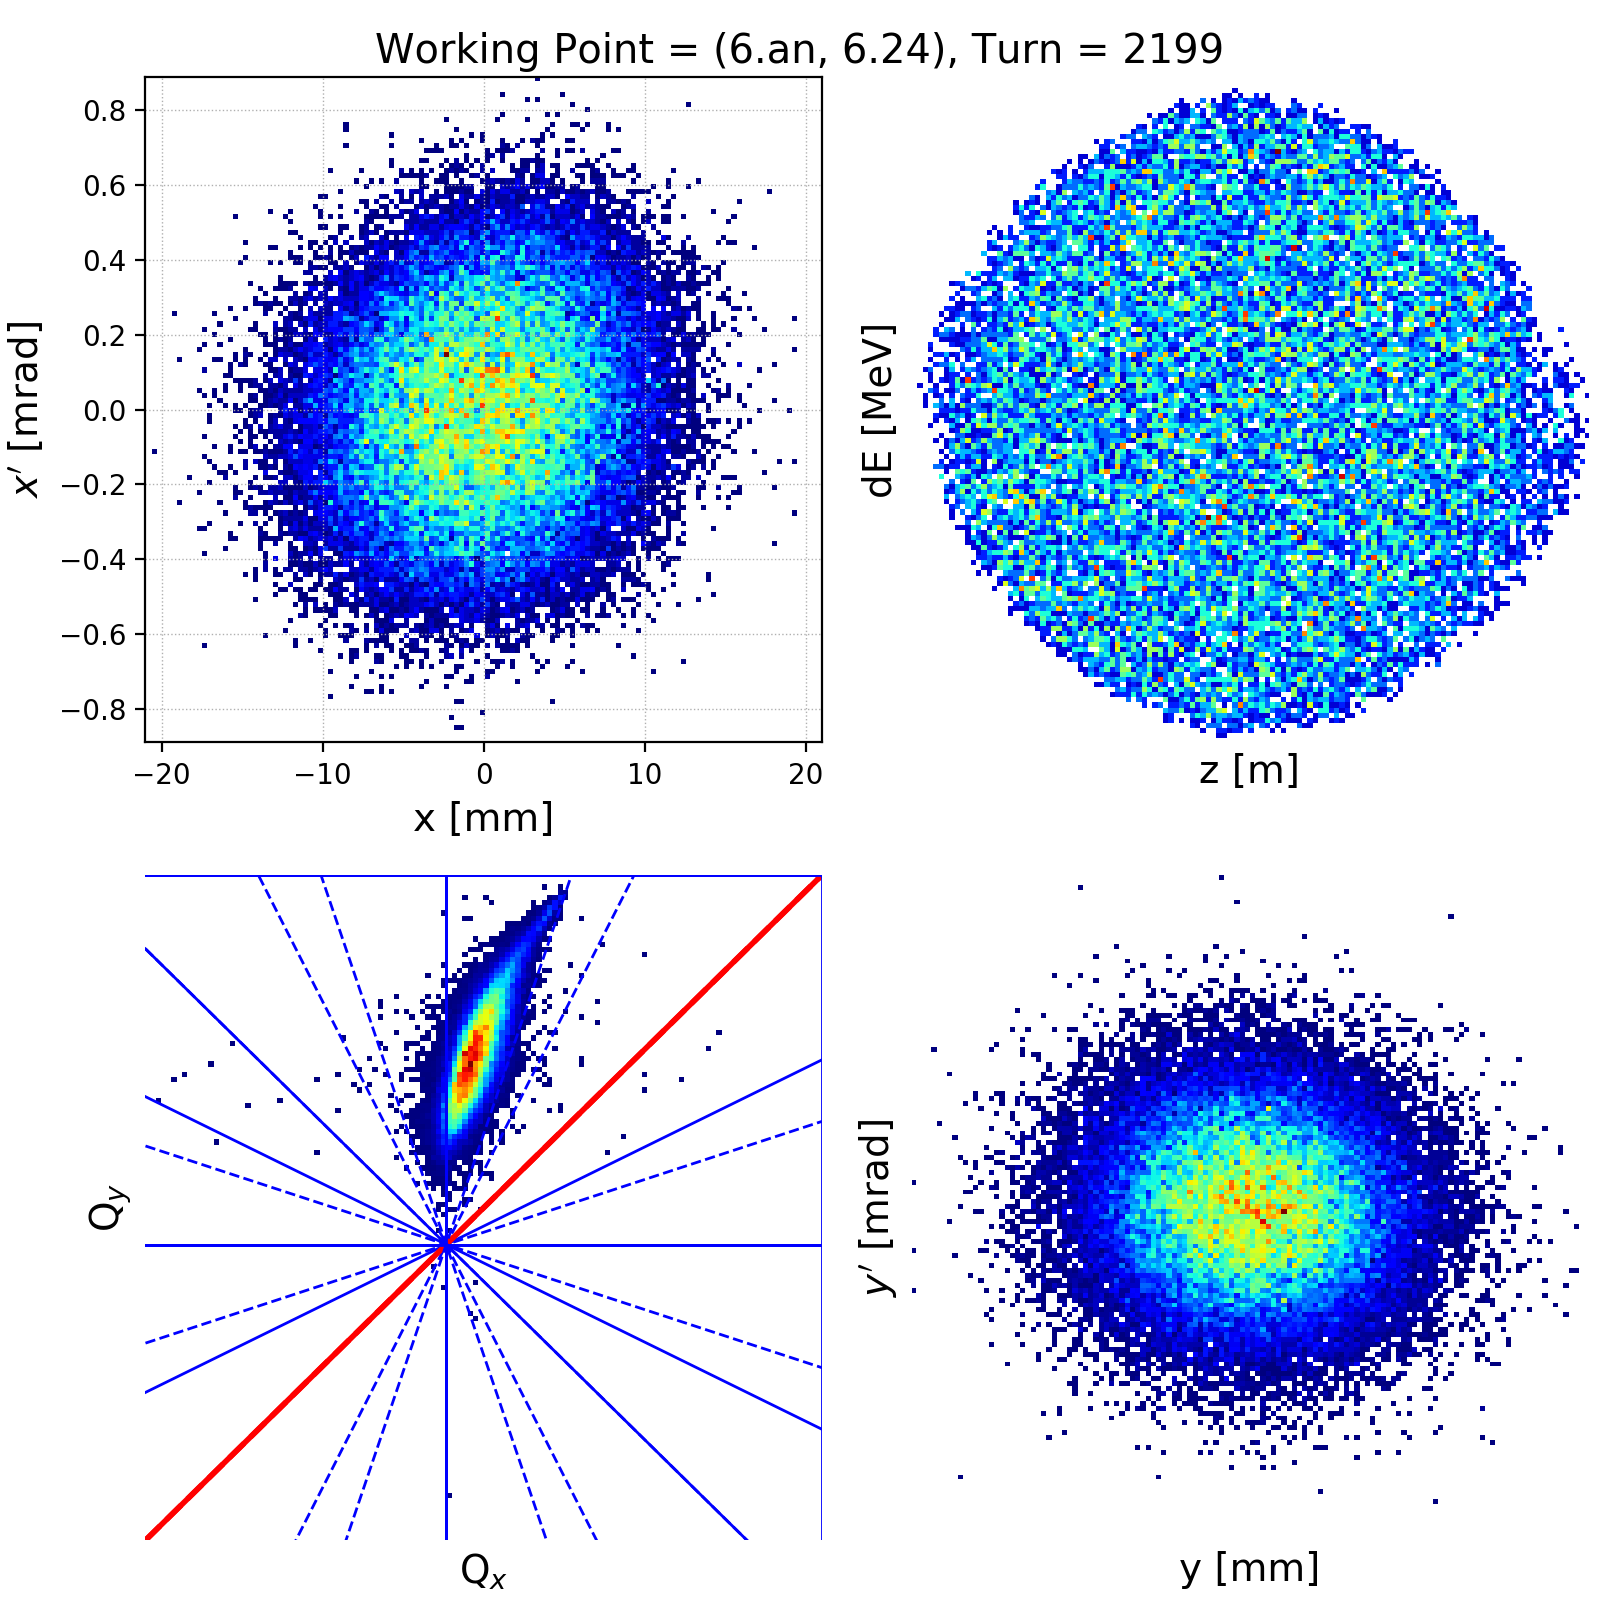 Working Point = (6.an, 6.24), Turn = 2199
0.8
0.6
0.4
0.2
0.0
−0.2
−0.4
−0.6
−0.8
x′ [mrad]
−20 −10 0 10 20
x [mm]
dE [MeV]
z [m]
Qy
Qx
y′ [mrad]
y [mm]